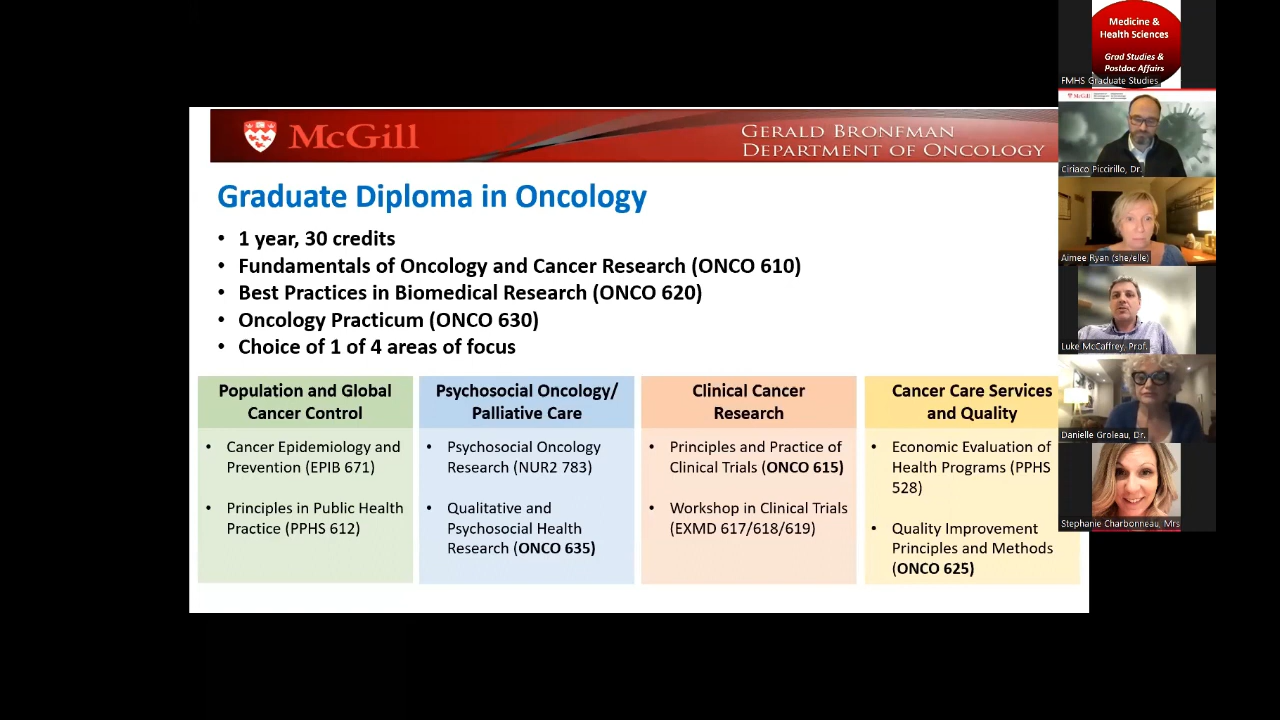 McGill
GERALD BRONFMAN
DEPARTMENT OF ONCOLOGY
Graduate Diploma in Oncology
• 1 year, 30 credits
• Fundamentals of Oncology and Cancer Research (ONCO 610)
• Best Practices in Biomedical Research (ONCO 620)
• Oncology Practicum (ONCO 630)
• Choice of 1 of 4 areas of focus
Population and Global
Cancer Control
• Cancer Epidemiology and
Prevention (EPIB 671)
• Principles in Public Health
Practice (PPHS 612)
Psychosocial Oncology/
Palliative Care
• Psychosocial Oncology
Research (NUR2 783)
• Qualitative and
Psychosocial Health
Research (ONCO 635)
Clinical Cancer
Research
• Principles and Practice of
Clinical Trials (ONCO 615)
• Workshop in Clinical Trials
(EXMD 617/618/619)
Cancer Care Services
and Quality
• Economic Evaluation of
Health Programs (PPHS
528)
• Quality Improvement
Principles and Methods
(ONCO 625)
Medicine &
Health Sciences
Grad Studies &
Postdoc Affairs
FMHS Graduate Studies
McGill
Ciriaco Piccirillo, Dr.
Aimee Ryan (she/elle)
Luke McCaffrey, Prof.
Danielle Groleau, Dr.
Stephanie Charbonneau, Mrs